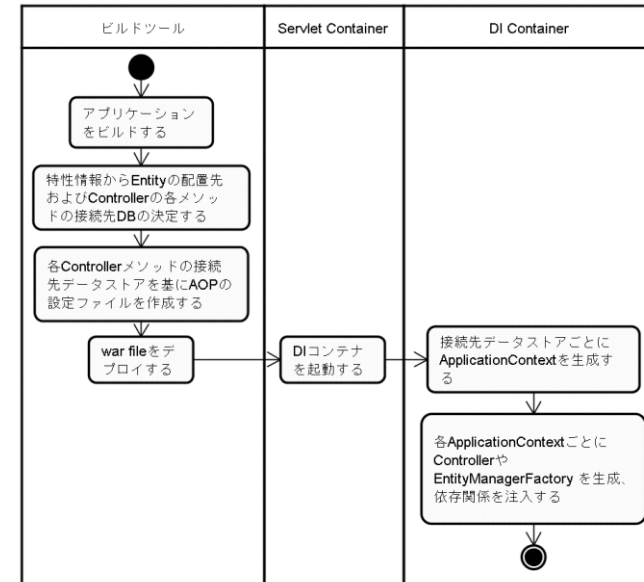 ビルドツール
Servlet Container
DI Container
アプリケーション
をビルドする
特性情報からEntityの配置先
およびControllerの各メソッ
ドの接続先DBの決定する
各Controllerメソッドの接続
先データストアを基にAOPの
設定ファイルを作成する
war fileをデ
プロイする
DIコンテナ
を起動する
接続先データストアごとに
ApplicationContextを生成す
る
各ApplicationContextごとに
Controllerや
EntityManagerFactory を生成、
依存関係を注入する